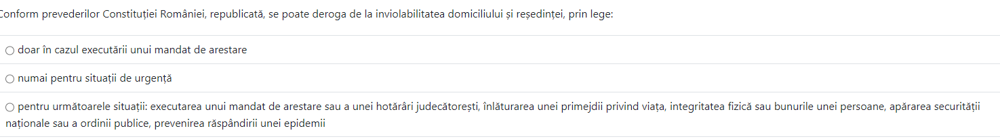 Conform prevederilor Constituției României, republicată, se poate deroga de la inviolabilitatea domiciliului și reședinței, prin lege:
doar în cazul executării unui mandat de arestare
numai pentru situații de urgență
pentru următoarele situații: executarea unui mandat de arestare sau a unei hotărâri judecătorești, înlăturarea unei primejdii privind viața, integritatea fizică sau bunurile unei persoane, apărarea securității
naționale sau a ordinii publice, prevenirea răspândirii unei epidemii